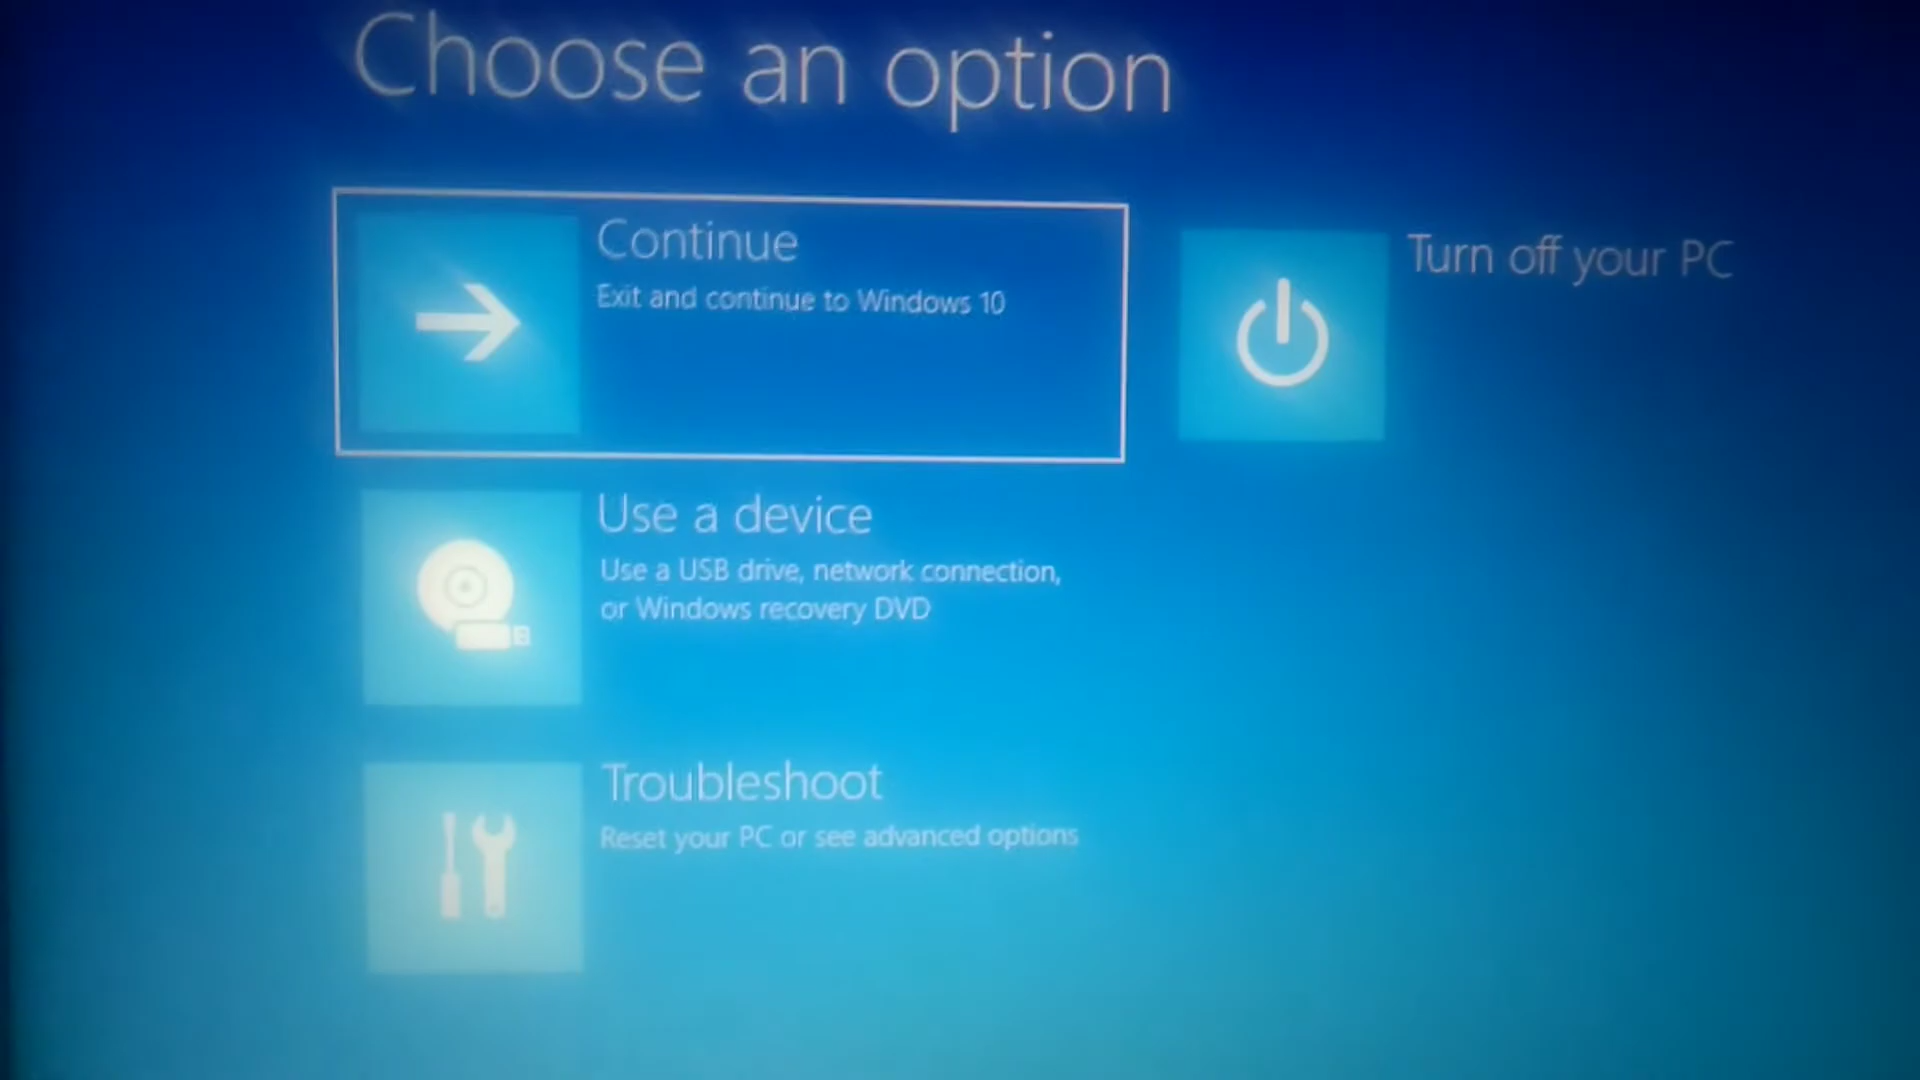 Choose an option
Continue
Exit and continue to Windows 10
Turn off your PC
Use a device
Use a USB drive, network connection,
or Windows recovery DVD
Troubleshoot
Reset your PC or see advanced options